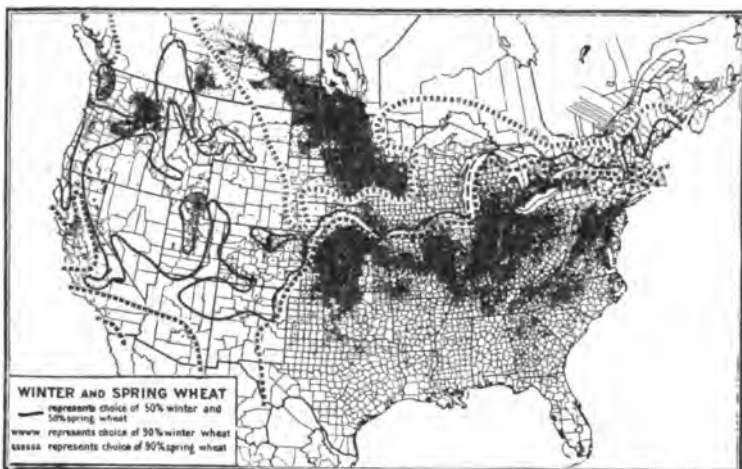 WINTER AND SPRING WHEAT
represents choice of 50% winter and
50% spring wheat
wwww represents choice of 90% winter wheat
ssssss represents choice of 90% spring wheat